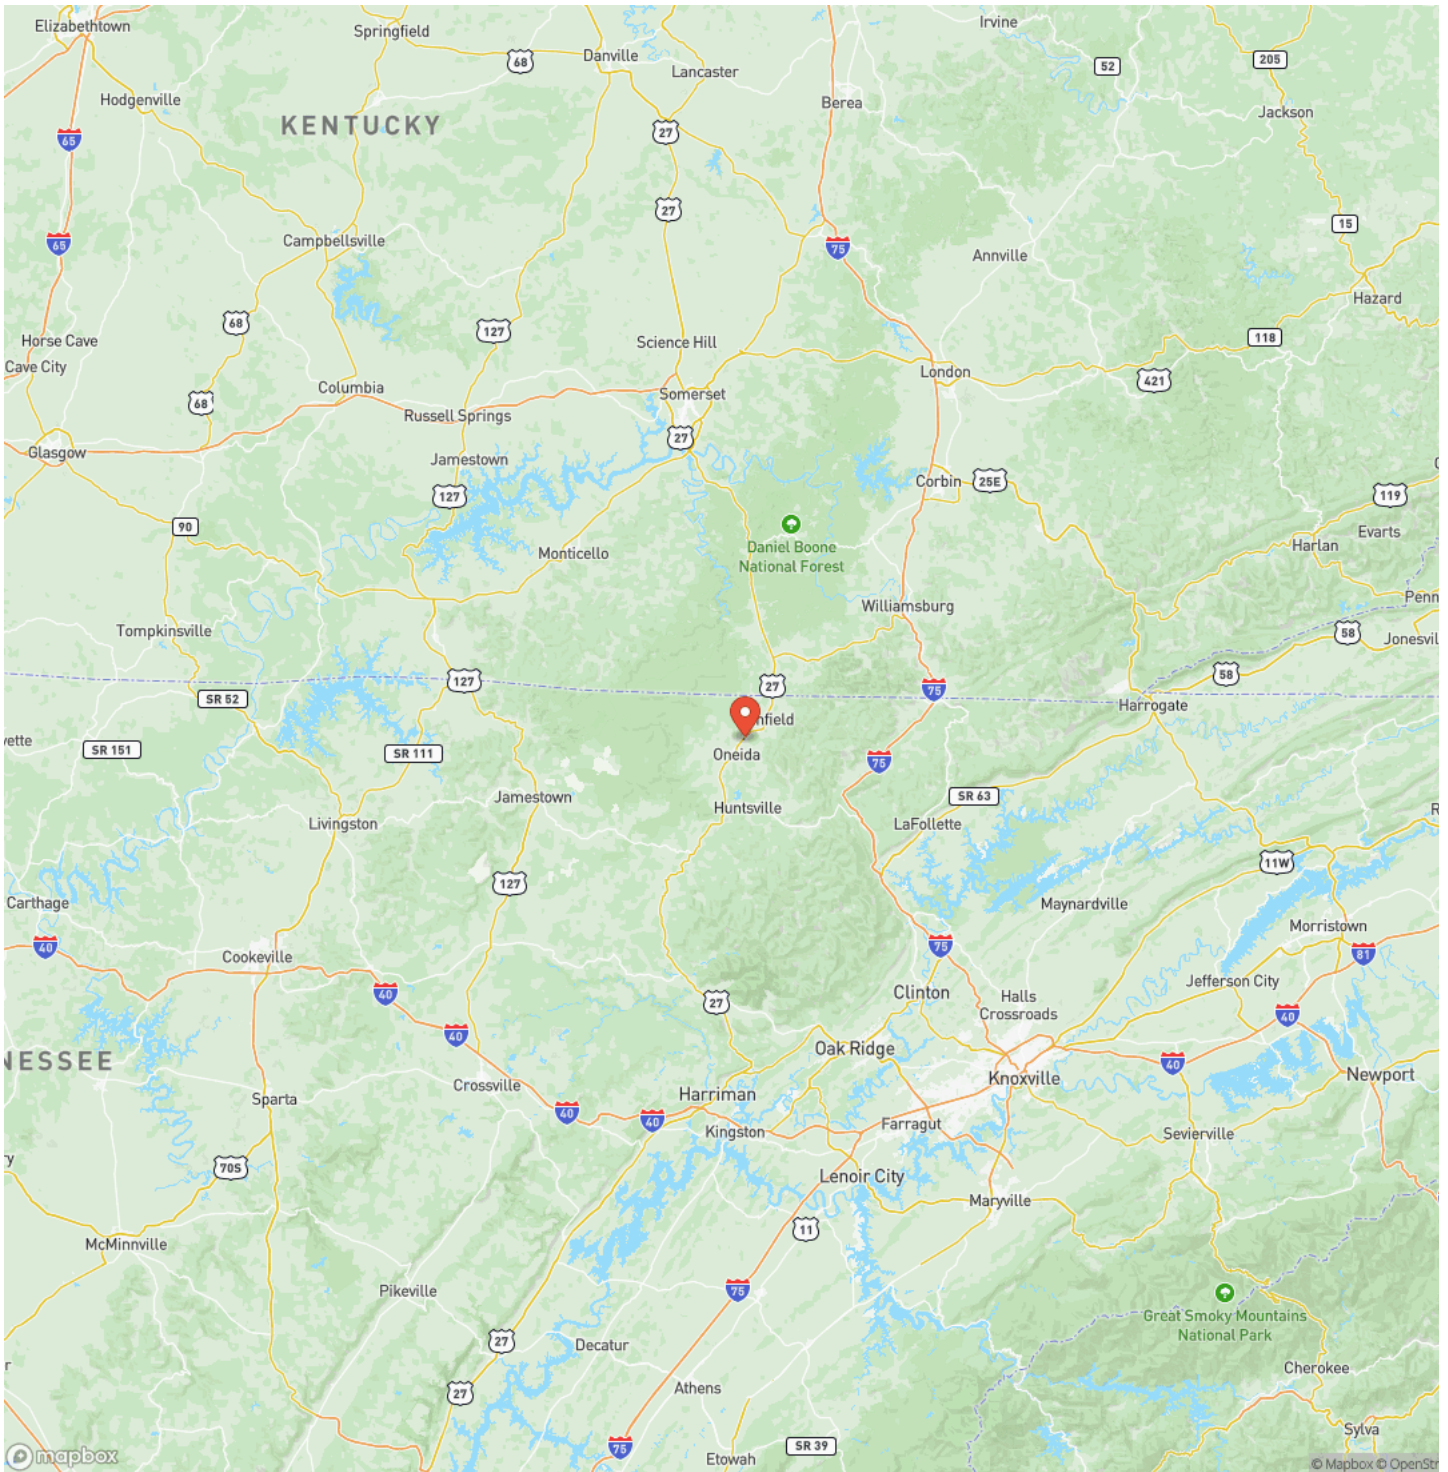 Elizabethtown
Springfield
Irvine
68
Danville
Lancaster
52
205
Hodgenville
Berea
Jackson
KENTUCKY
65
27
27
15
65
Campbellsville
75
Annville
Hazard
68
127
Horse Cave
Science Hill
118
Cave City
London
421
Columbia
Somerset
68
Russell Springs
27
Glasgow
Jamestown
Corbin
25E
127
119
90
Daniel Boone
National Forest
Evarts
Monticello
Harlan
Williamsburg
Penn
Tompkinsville
58
Jonesvil
127
27
75
58
SR 52
Harrogate
nfield
vette
SR 151
SR 111
Oneida
75
Jamestown
SR 63
Huntsville
Livingston
LaFollette
R
11W
127
Carthage
Maynardville
Morristown
40
75
81
Cookeville
Jefferson City
40
27
Clinton
Halls
Crossroads
40
40
Oak Ridge
NESSEE
40
Knoxville
Newport
Crossville
Harriman
Sparta
40
40
Farragut
Kingston
Sevierville
ry
70S
Lenoir City
Maryville
11
McMinnville
Pikeville
75
Great Smoky Mountains
National Park
27
Decatur
r
Cherokee
27
Athens
Sylva
75
SR 39
Etowah
mapbox
© Mapbox © OpenStr